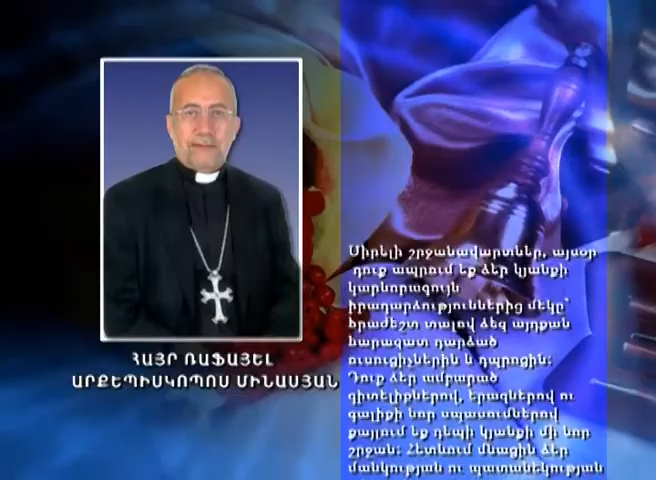 ՀԱՅՐ ՌԱՖԱՅԵԼ
ԱՐՔԵՊԻՍԿՈՊՈՍ ՄԻՆԱՍՅԱՆ
Սիրելի շրջանավարտներ, այսօր
դուք ապրում եք ձեր կյանքի
կարևորագույն
իրադարձություններից մեկը՝
հրաժեշտ տալով ձեզ այդքան
հարազատ դարձած
ուսուցիչներին և դպրոցին:
Դուք ձեր ամբարած
գիտելիքներով, երազներով ու
գալիքի նոր սպասումներով
քայլում եք դեպի կյանքի մի նոր
շրջան: Հետևում մնացին ձեր
մանկության ու պատանեկության